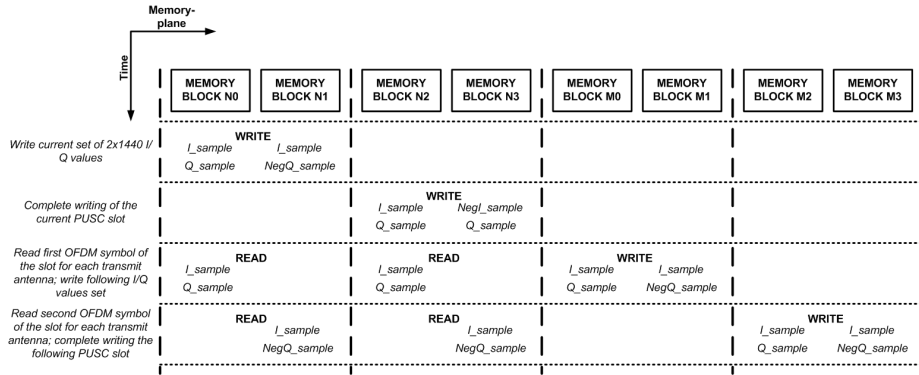 Memory-
plane
Time
MEMORY BLOCK N0
MEMORY BLOCK N1
MEMORY BLOCK N2
MEMORY BLOCK N3
MEMORY BLOCK M0
MEMORY BLOCK M1
MEMORY BLOCK M2
MEMORY BLOCK M3
Write current set of 2x1440 I/
Q values
WRITE
I_sample I_sample
Q_sample NegQ_sample
Complete writing of the
current PUSC slot
WRITE
I_sample NegI_sample
Q_sample Q_sample
Read first OFDM symbol of
the slot for each transmit
antenna; write following I/Q
values set
READ
I_sample
Q_sample
READ
I_sample
Q_sample
WRITE
I_sample I_sample
Q_sample NegQ_sample
Read second OFDM symbol
of the slot for each transmit
antenna; complete writing the
following PUSC slot
READ
I_sample
NegQ_sample
READ
I_sample
NegQ_sample
WRITE
I_sample I_sample
Q_sample NegQ_sample